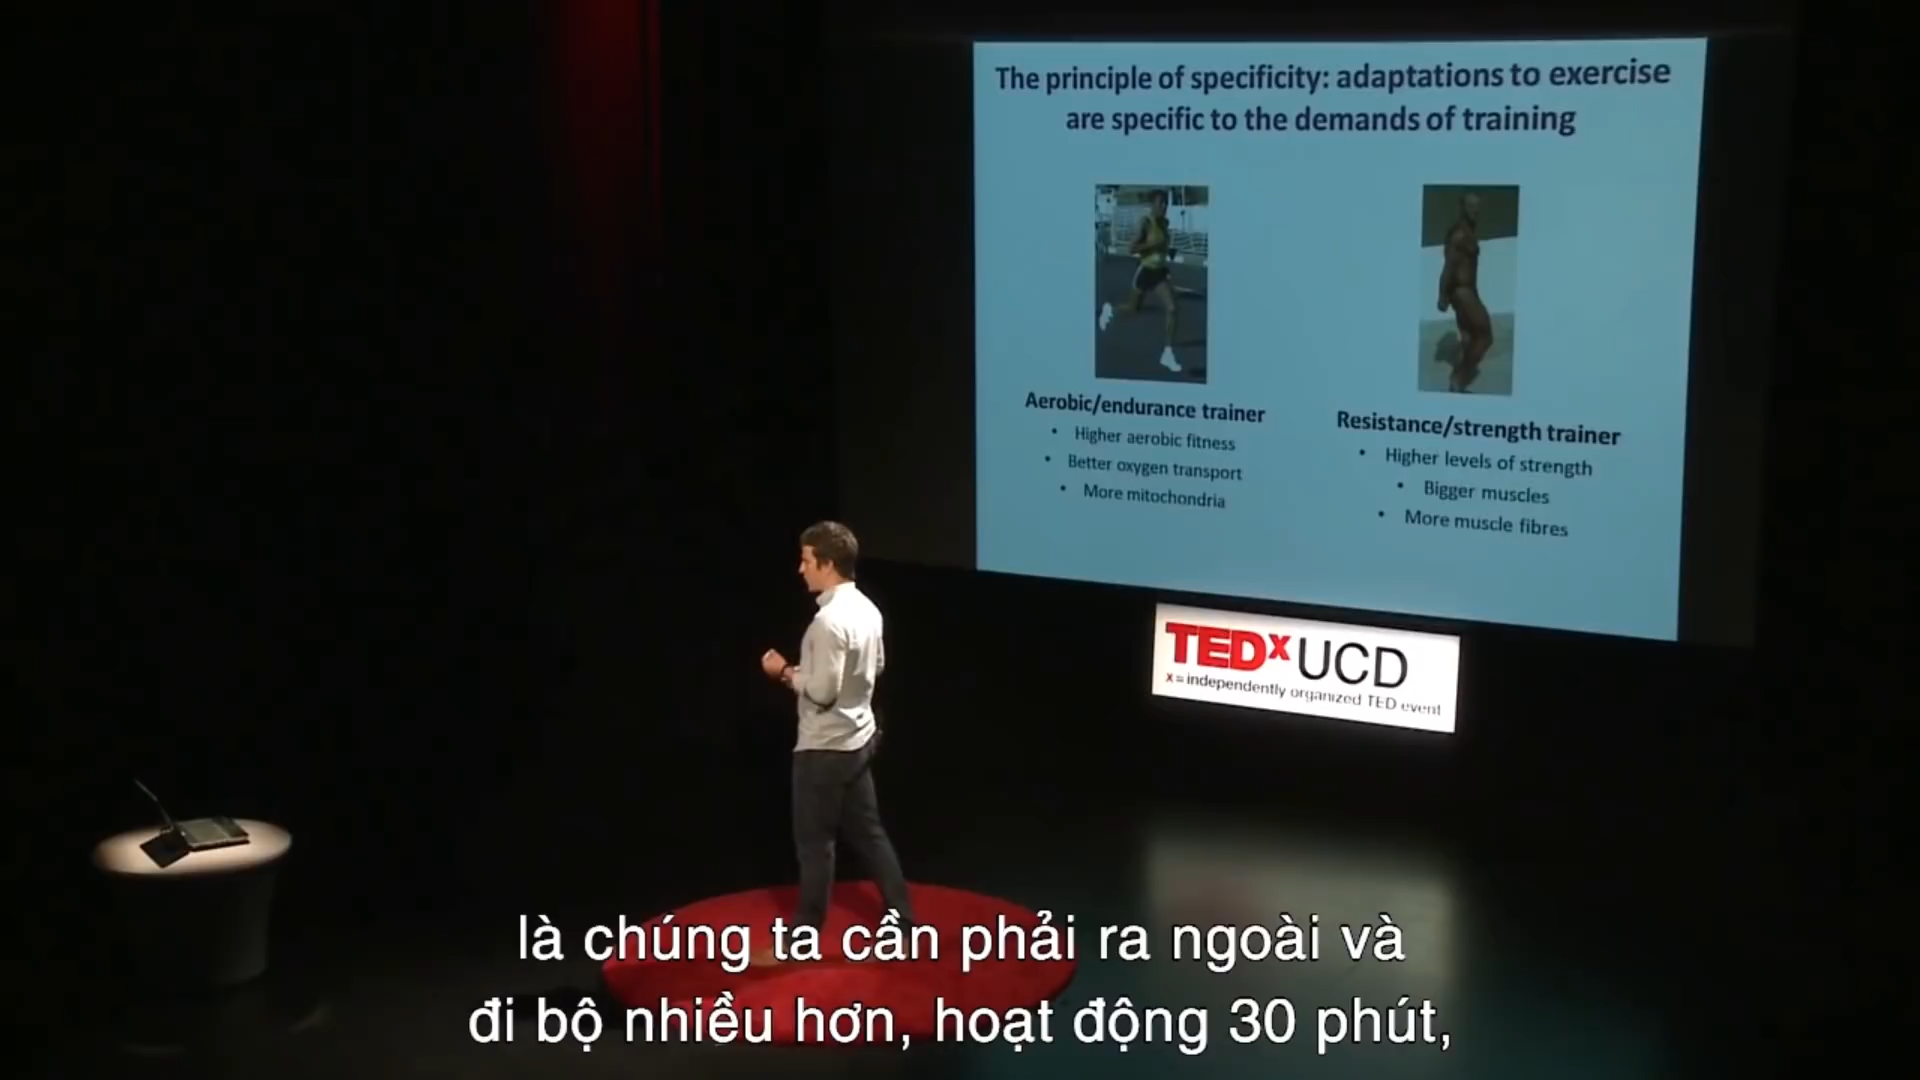 The principle of specificity: adaptations to exercise
are specific to the demands of training
Aerobic/endurance trainer
• Higher aerobic fitness
• Better oxygen transport
• More mitochondria
Resistance/strength trainer
• Higher levels of strength
• Bigger muscles
• More muscle fibres
TEDx UCD
x = independently organized TED event
là chúng ta cần phải ra ngoài và
đi bộ nhiều hơn, hoạt động 30 phút,